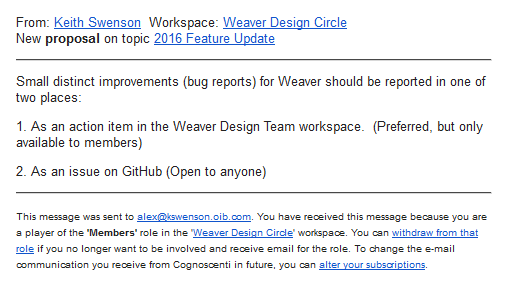 From: Keith Swenson  Workspace: Weaver Design Circle
New proposal on topic 2016 Feature Update
Small distinct improvements (bug reports) for Weaver should be reported in one of
two places:
1. As an action item in the Weaver Design Team workspace.  (Preferred, but only
available to members)
2. As an issue on GitHub (Open to anyone)
This message was sent to alex@kswenson.oib.com. You have received this message because you are
a player of the 'Members' role in the 'Weaver Design Circle' workspace. You can withdraw from that
role if you no longer want to be involved and receive email for the role. To change the e-mail
communication you receive from Cognoscenti in future, you can alter your subscriptions.